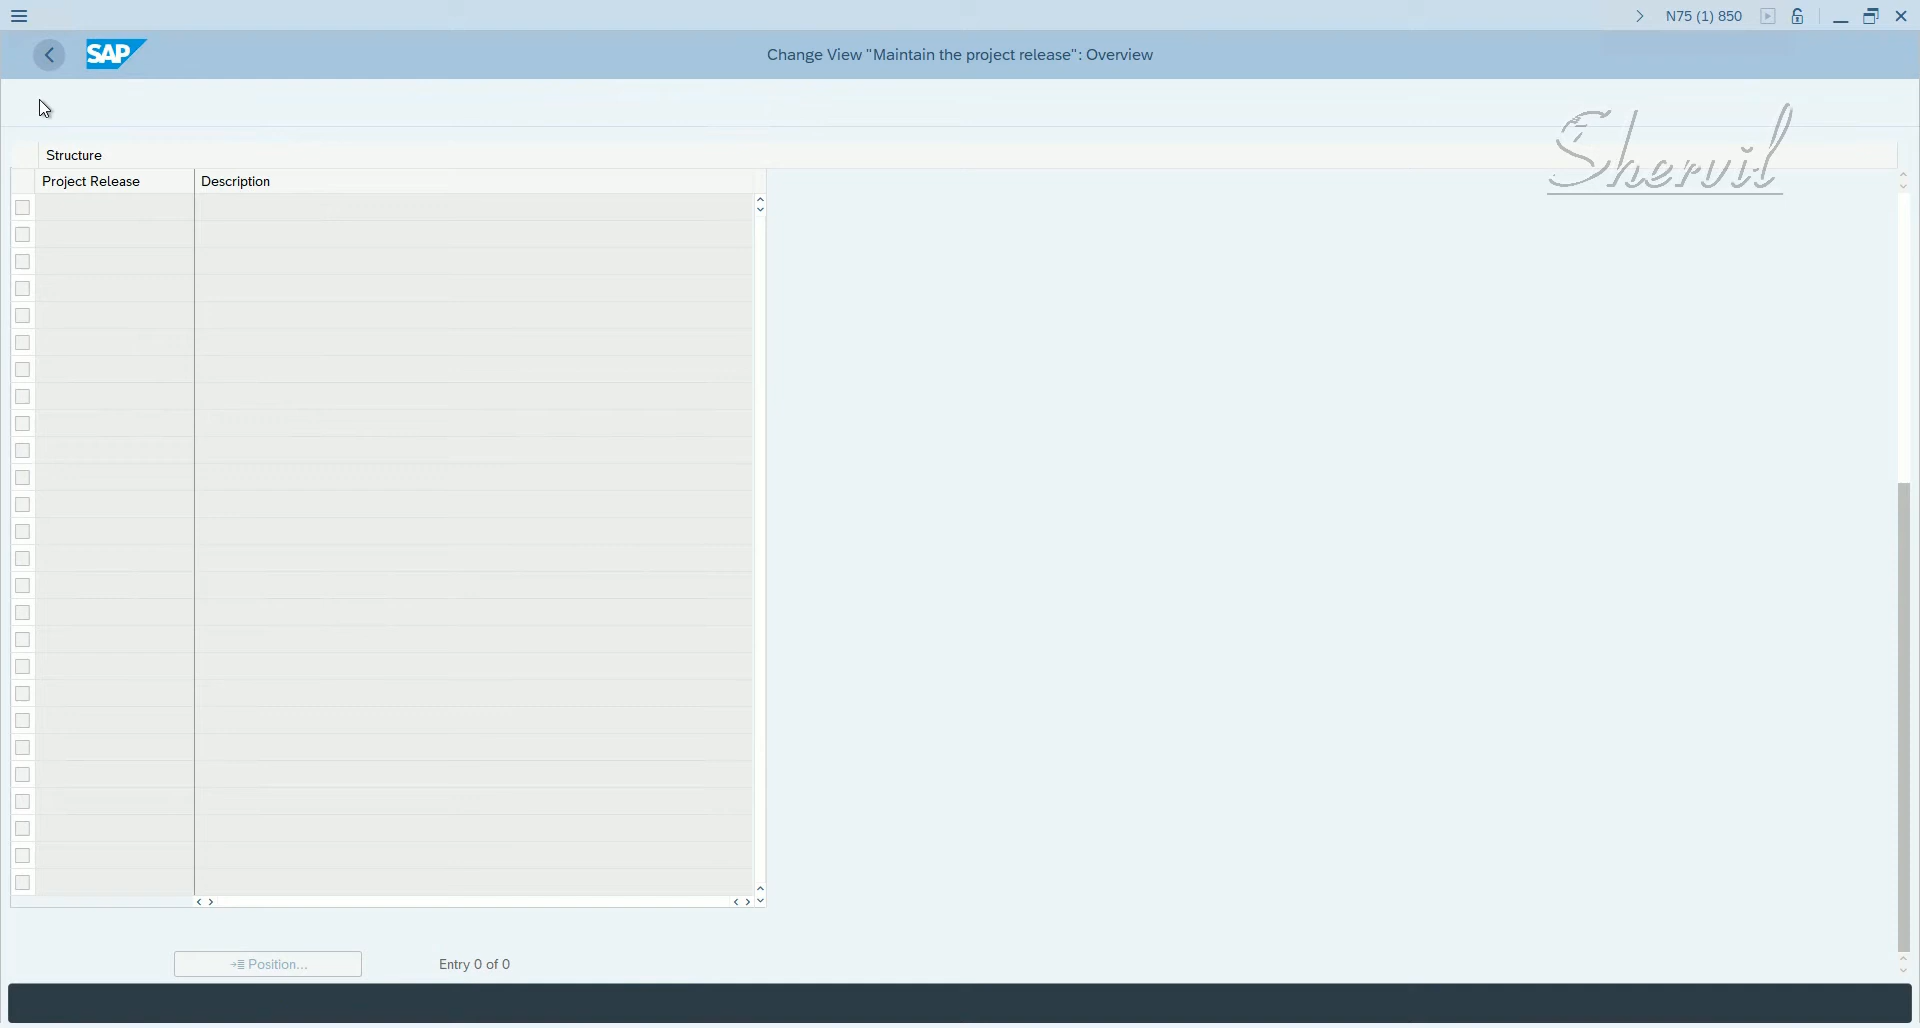 N75 (1) 850
SAP
Change View "Maintain the project release": Overview
Shervil
Structure
Project Release Description
Position...
Entry 0 of 0